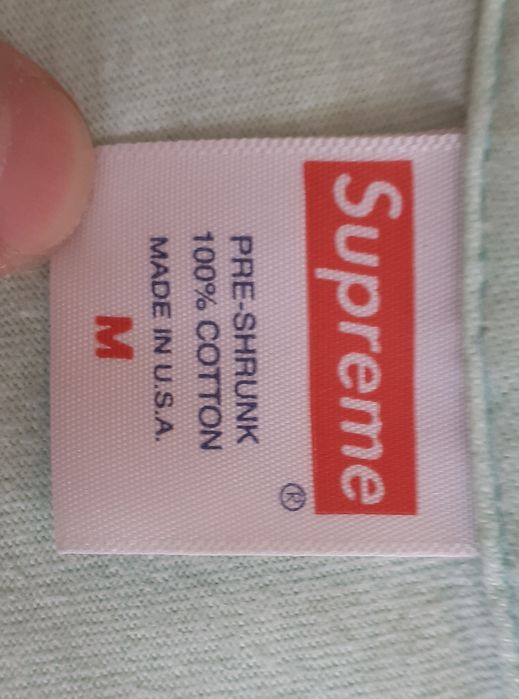 Supreme
®
PRE-SHRUNK
100% COTTON
MADE IN U.S.A.
M